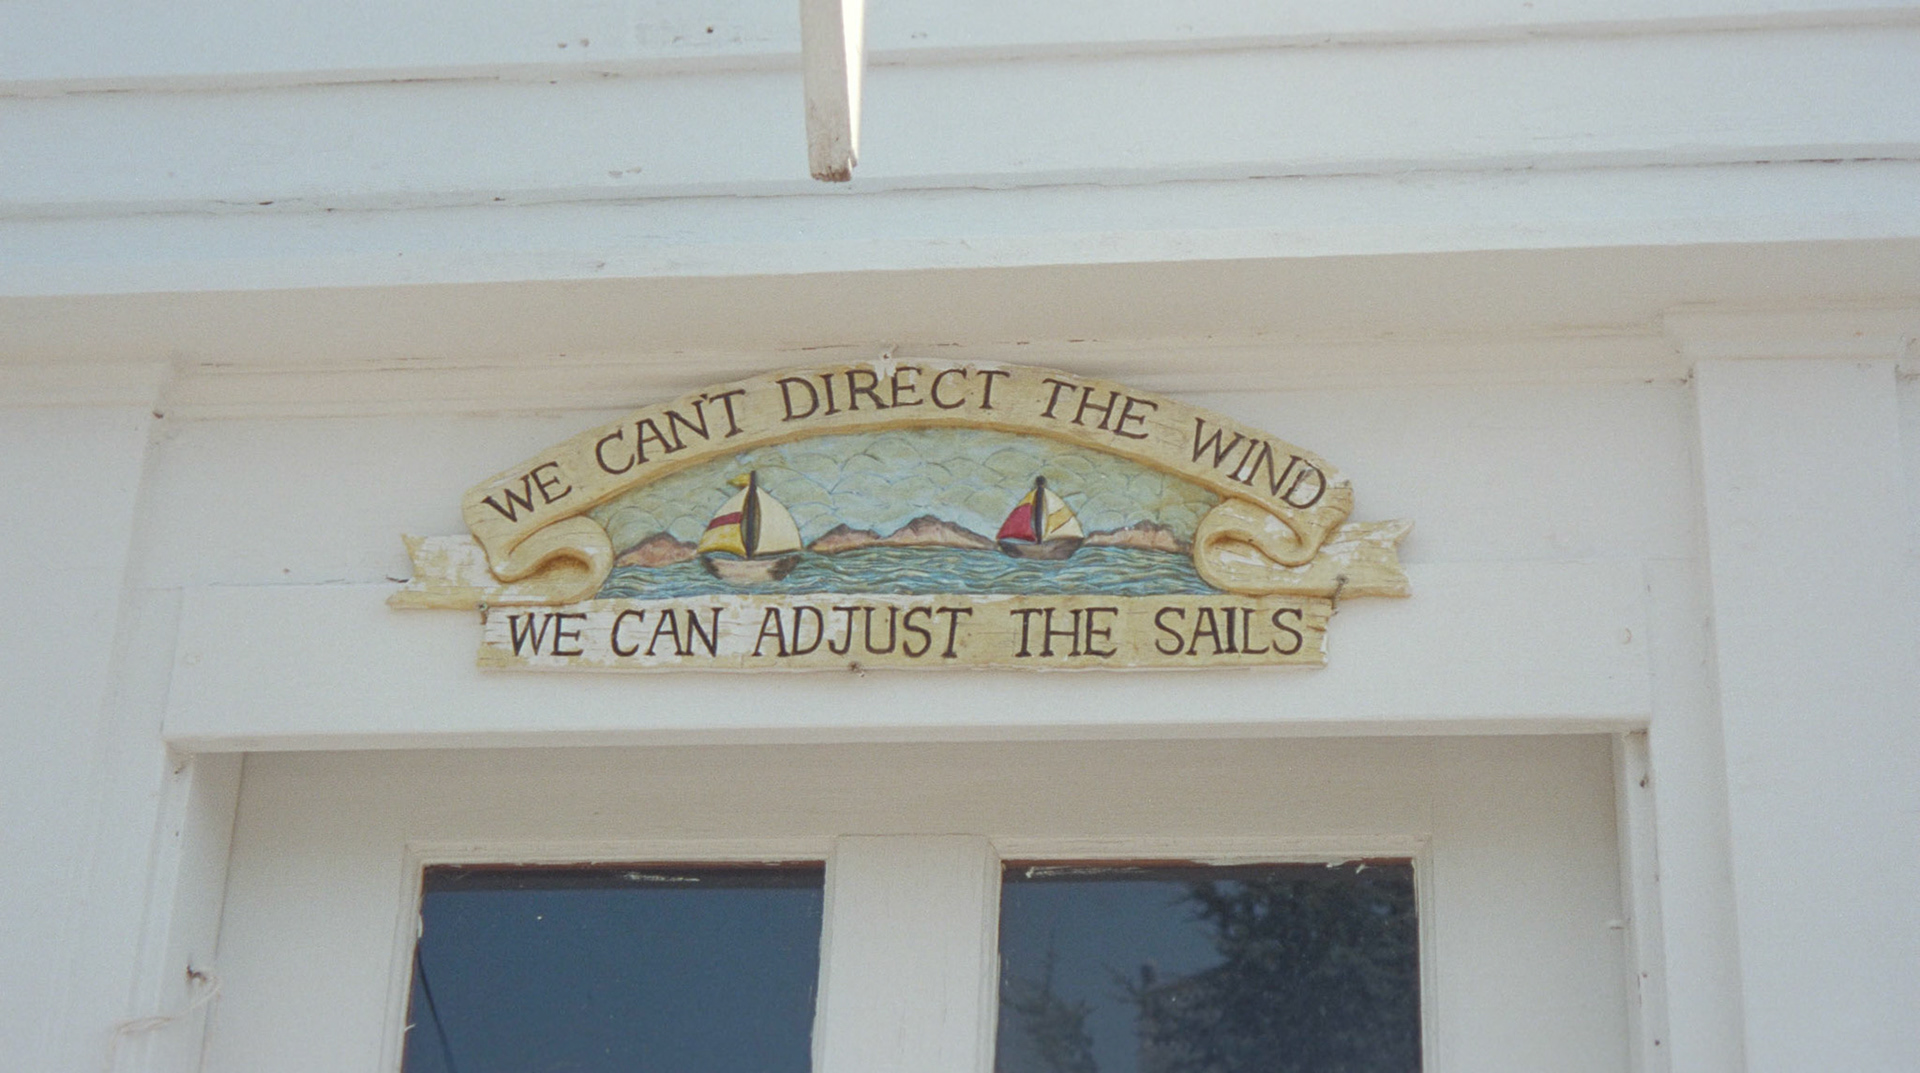 WE CAN'T DIRECT THE WIND
WE CAN ADJUST THE SAILS